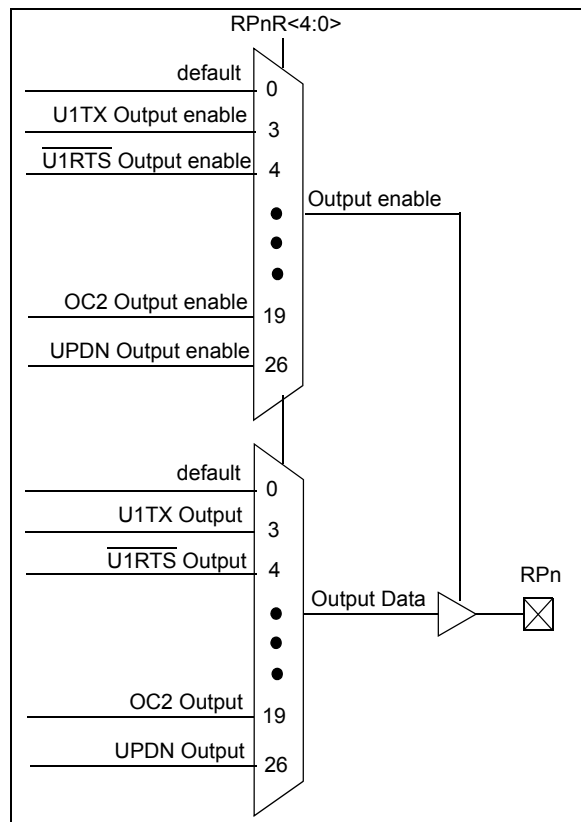 RPnR<4:0>
default
0
U1TX Output enable
3
U1RTS Output enable
4
Output enable
OC2 Output enable
19
UPDN Output enable
26
default
0
U1TX Output
3
U1RTS Output
4
Output Data
RPn
OC2 Output
19
UPDN Output
26